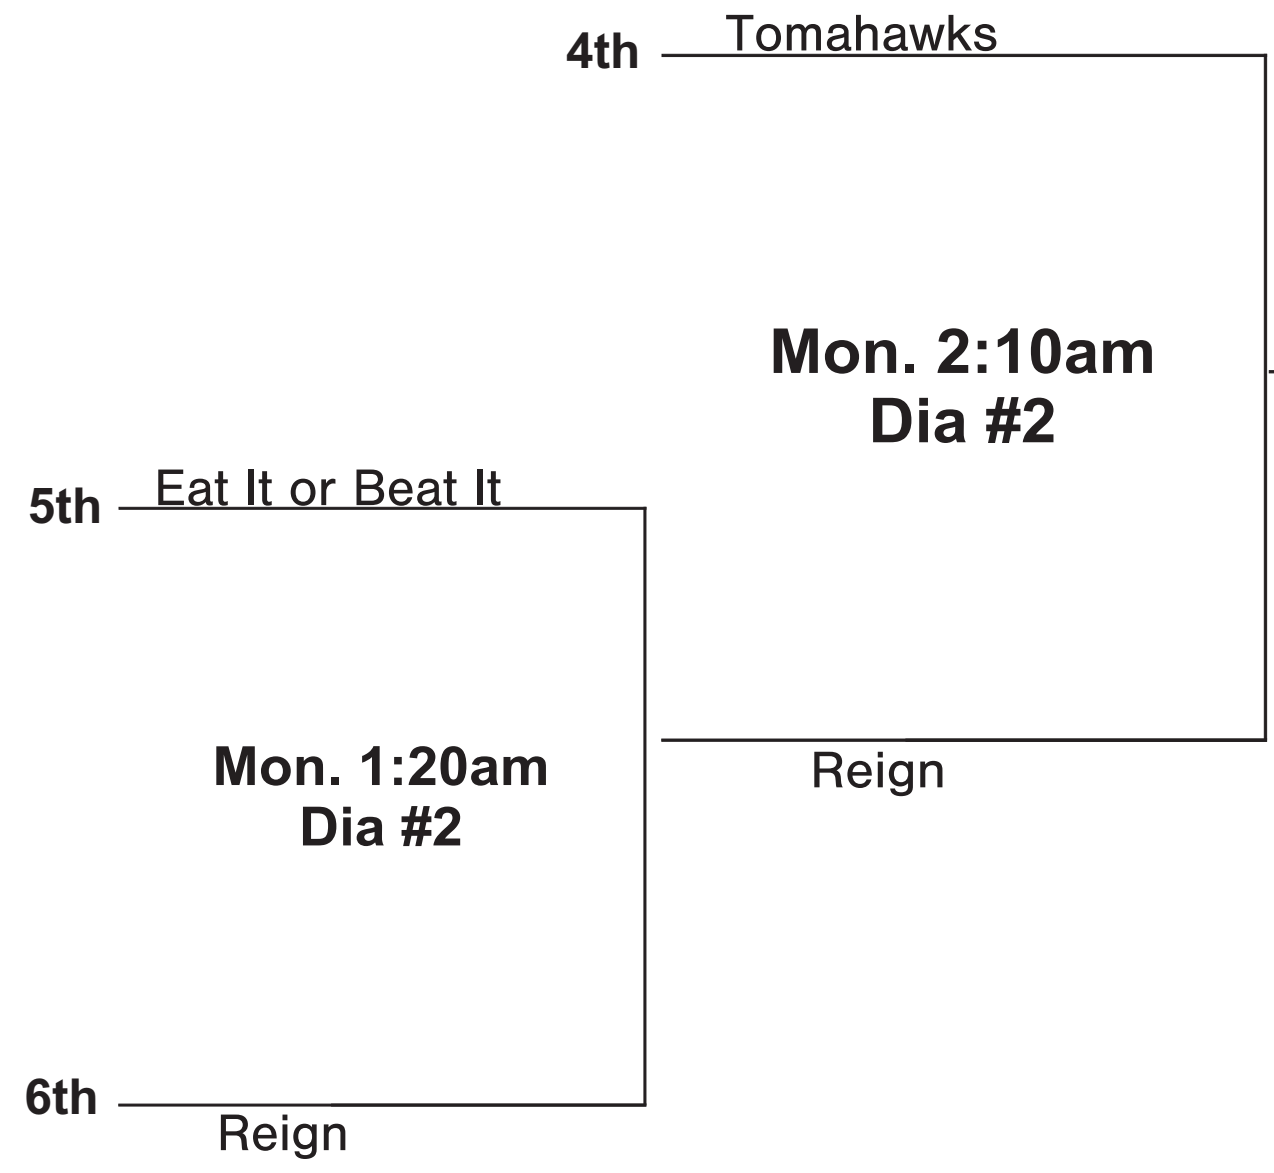 4th Tomahawks
Mon. 2:10am
Dia #2
5th Eat It or Beat It
Mon. 1:20am
Dia #2
Reign
6th
Reign